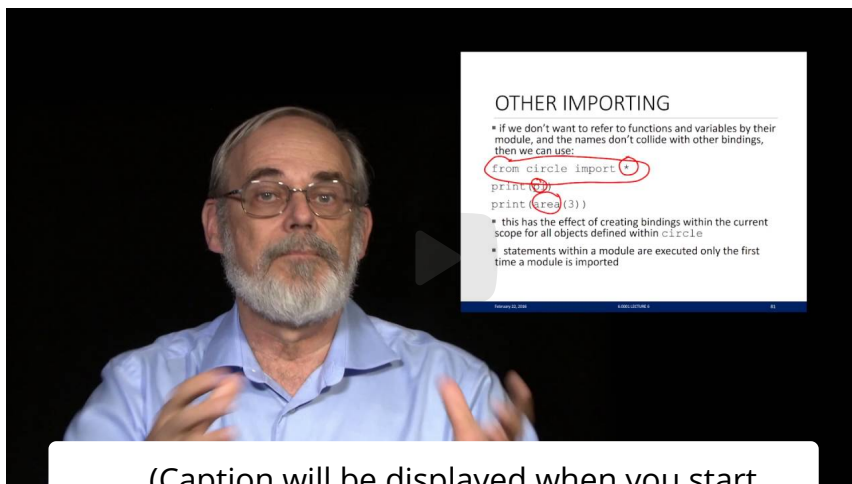 OTHER IMPORTING
▪ if we don't want to refer to functions and variables by their
module, and the names don't collide with other bindings,
then we can use:
from circle import *
print(pi)
print(area(3))
▪ this has the effect of creating bindings within the current
scope for all objects defined within circle
▪ statements within a module are executed only the first
time a module is imported
February 02, 2016 6.0001 LECTURE 5 81
(Caption will be displayed when you start